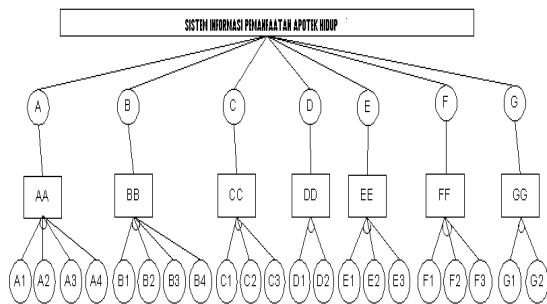 SISTEM INFORMASI PEMANFAATAN APOTEK HIDUP
A B C D E F G
AA BB CC DD EE FF GG
A1 A2 A3 A4 B1 B2 B3 B4 C1 C2 C3 D1 D2 E1 E2 E3 F1 F2 F3 G1 G2